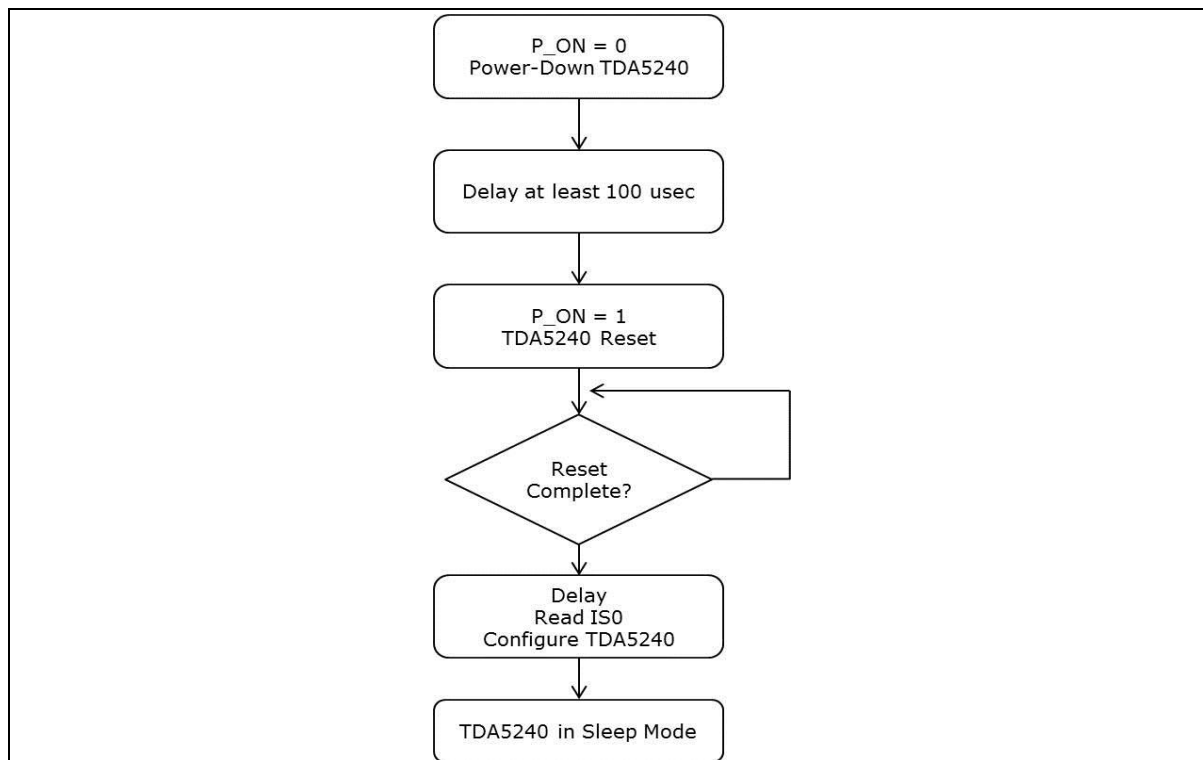 P_ON = 0
Power-Down TDA5240
Delay at least 100 usec
P_ON = 1
TDA5240 Reset
Reset
Complete?
Delay
Read IS0
Configure TDA5240
TDA5240 in Sleep Mode